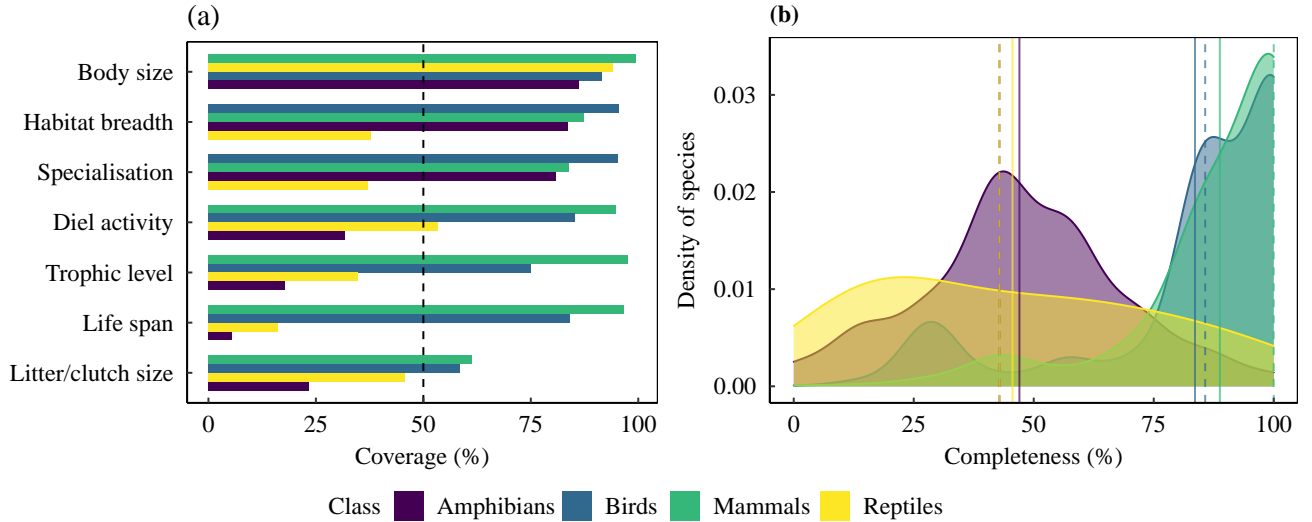 (a)
Body size
Habitat breadth
Specialisation
Diel activity
Trophic level
Life span
Litter/clutch size
0 25 50 75 100
Coverage (%)
(b)
Density of species
0.03
0.02
0.01
0.00
0 25 50 75 100
Completeness (%)
Class Amphibians Birds Mammals Reptiles